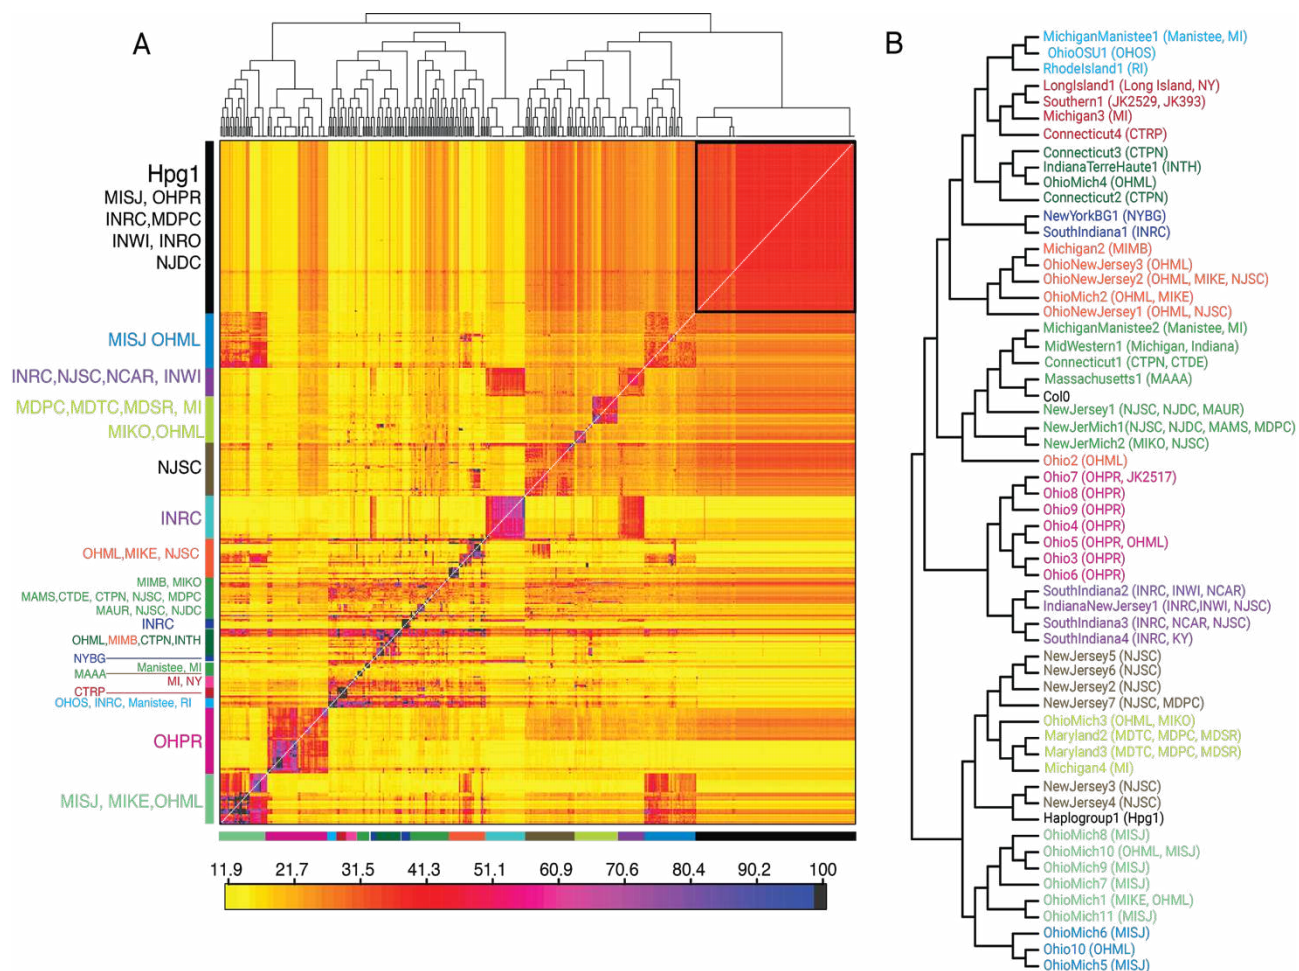 A
Hpg1
MISJ, OHPR
INRC,MDPC
INWI, INRO
NJDC
MISJ OHML
INRC,NJSC,NCAR, INWI
MDPC,MDTC,MDSR, MI
MIKO,OHML
NJSC
INRC
OHML,MIKE, NJSC
MIMB, MIKO
MAMS,CTDE, CTPN, NJSC, MDPC
MAUR, NJSC, NJDC
INRC
OHML,MIMB,CTPN,INTH
NYBG
Manistee, MI
MAAA
MI, NY
CTRP
OHOS, INRC, Manistee, RI
OHPR
MISJ, MIKE,OHML
11.9 21.7 31.5 41.3 51.1 60.9 70.6 80.4 90.2 100
B
MichiganManistee1 (Manistee, MI)
OhioOSU1 (OHOS)
RhodeIsland1 (RI)
LongIsland1 (Long Island, NY)
Southern1 (JK2529, JK393)
Michigan3 (MI)
Connecticut4 (CTRP)
Connecticut3 (CTPN)
IndianaTerreHaute1 (INTH)
OhioMich4 (OHML)
Connecticut2 (CTPN)
NewYorkBG1 (NYBG)
SouthIndiana1 (INRC)
Michigan2 (MIMB)
OhioNewJersey3 (OHML)
OhioNewJersey2 (OHML, MIKE, NJSC)
OhioMich2 (OHML, MIKE)
OhioNewJersey1 (OHML, NJSC)
MichiganManistee2 (Manistee, MI)
MidWestern1 (Michigan, Indiana)
Connecticut1 (CTPN, CTDE)
Massachusetts1 (MAAA)
Col0
NewJersey1 (NJSC, NJDC, MAUR)
NewJerMich1(NJSC, NJDC, MAMS, MDPC)
NewJerMich2 (MIKO, NJSC)
Ohio2 (OHML)
Ohio7 (OHPR, JK2517)
Ohio8 (OHPR)
Ohio9 (OHPR)
Ohio4 (OHPR)
Ohio5 (OHPR, OHML)
Ohio3 (OHPR)
Ohio6 (OHPR)
SouthIndiana2 (INRC, INWI, NCAR)
IndianaNewJersey1 (INRC,INWI, NJSC)
SouthIndiana3 (INRC, NCAR, NJSC)
SouthIndiana4 (INRC, KY)
NewJersey5 (NJSC)
NewJersey6 (NJSC)
NewJersey2 (NJSC)
NewJersey7 (NJSC, MDPC)
OhioMich3 (OHML, MIKO)
Maryland2 (MDTC, MDPC, MDSR)
Maryland3 (MDTC, MDPC, MDSR)
Michigan4 (MI)
NewJersey3 (NJSC)
NewJersey4 (NJSC)
Haplogroup1 (Hpg1)
OhioMich8 (MISJ)
OhioMich10 (OHML, MISJ)
OhioMich9 (MISJ)
OhioMich7 (MISJ)
OhioMich1 (MIKE, OHML)
OhioMich11 (MISJ)
OhioMich6 (MISJ)
Ohio10 (OHML)
OhioMich5 (MISJ)